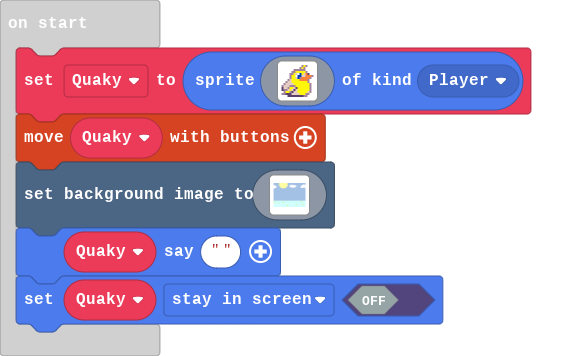 on start
set Quaky to sprite of kind Player
move Quaky with buttons
set background image to
Quaky say " "
set Quaky stay in screen OFF